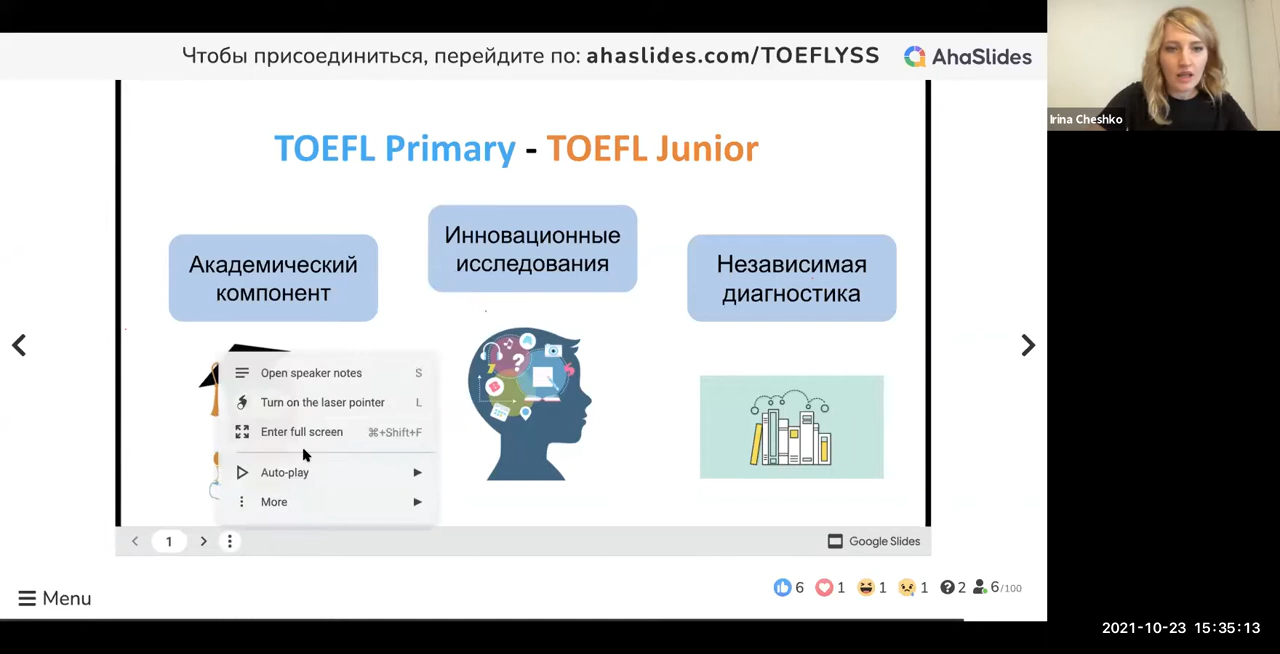 Чтобы присоединиться, перейдите по: ahaslides.com/TOEFLYSS
AhaSlides
Irina Cheshko
TOEFL Primary - TOEFL Junior
Академический
компонент
Инновационные
исследования
Независимая
диагностика
Open speaker notes S
Turn on the laser pointer L
Enter full screen ⌘+Shift+F
Auto-play
More
1
Google Slides
6 1 1 1 2 6/100
Menu
2021-10-23 15:35:13